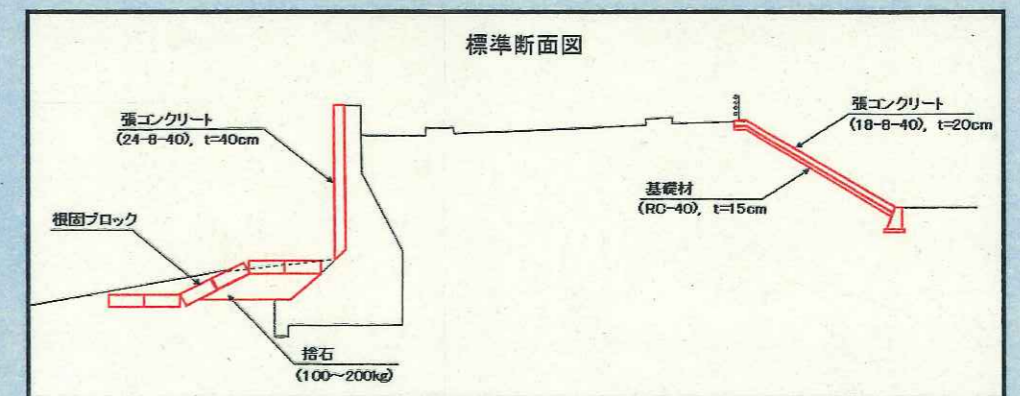 標準断面図
張コンクリート
(24-8-40), t=40cm
張コンクリート
(18-8-40), t=20cm
基礎材
(RC-40), t=15cm
根固ブロック
捨石
(100～200kg)